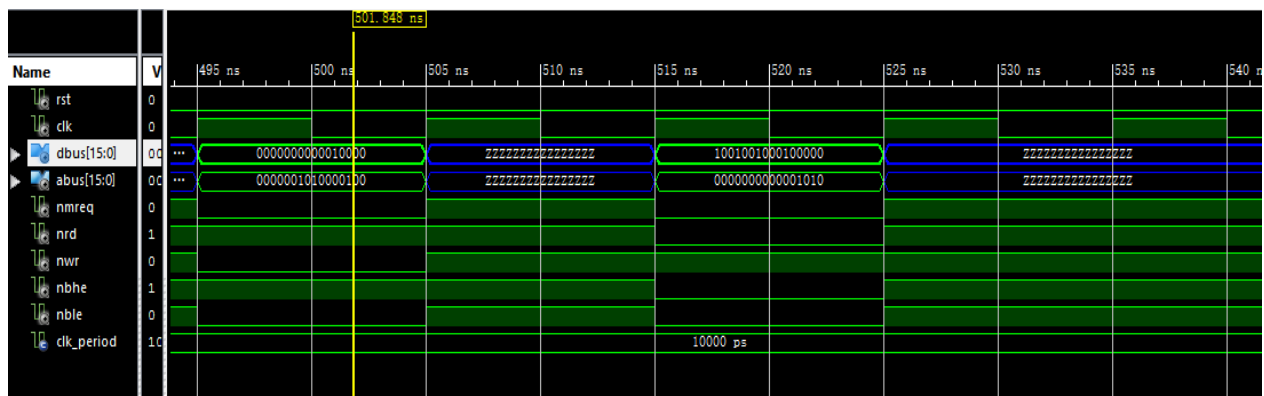 501.848 ns
Name V 495 ns 500 ns 505 ns 510 ns 515 ns 520 ns 525 ns 530 ns 535 ns 540 n
rst 0
clk 0
dbus[15:0] 00 ... 0000000000010000 ZZZZZZZZZZZZZZZZ 1001001000100000 ZZZZZZZZZZZZZZZZ
abus[15:0] 00 ... 0000001010000100 ZZZZZZZZZZZZZZZZ 0000000000001010 ZZZZZZZZZZZZZZZZ
nmreq 0
nrd 1
nwr 0
nbhe 1
nble 0
clk_period 10 10000 ps